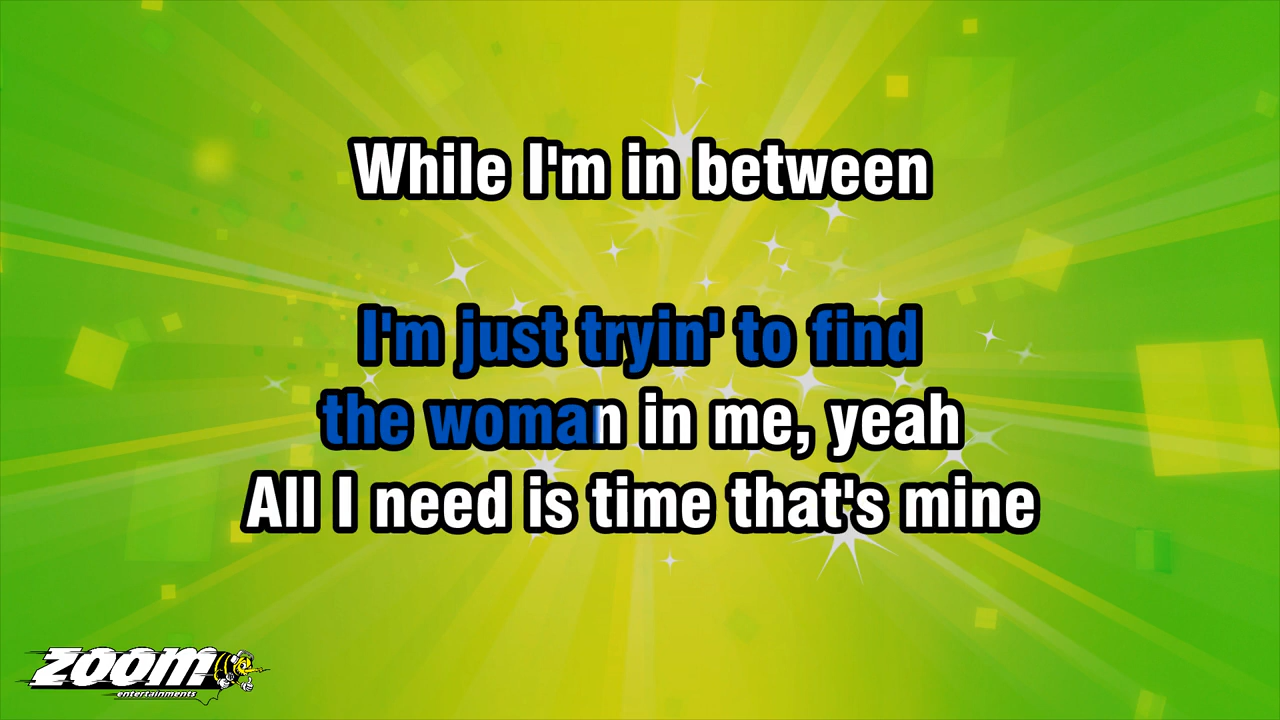 While I'm in between
I'm just tryin' to find
the woman in me, yeah
All I need is time that's mine
zoom
entertainments